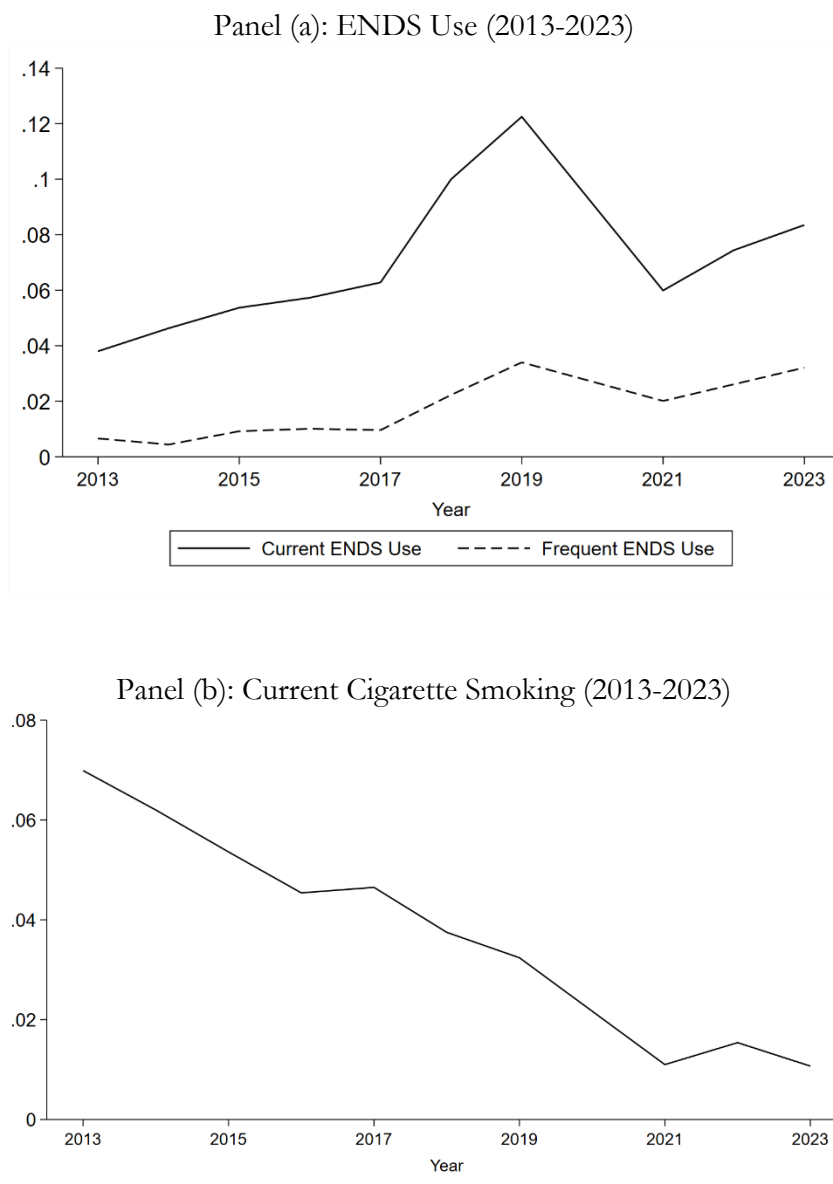 Panel (a): ENDS Use (2013-2023)
.14
.12
.1
.08
.06
.04
.02
0
2013 2015 2017 2019 2021 2023
Year
Current ENDS Use Frequent ENDS Use
Panel (b): Current Cigarette Smoking (2013-2023)
.08
.06
.04
.02
0
2013 2015 2017 2019 2021 2023
Year